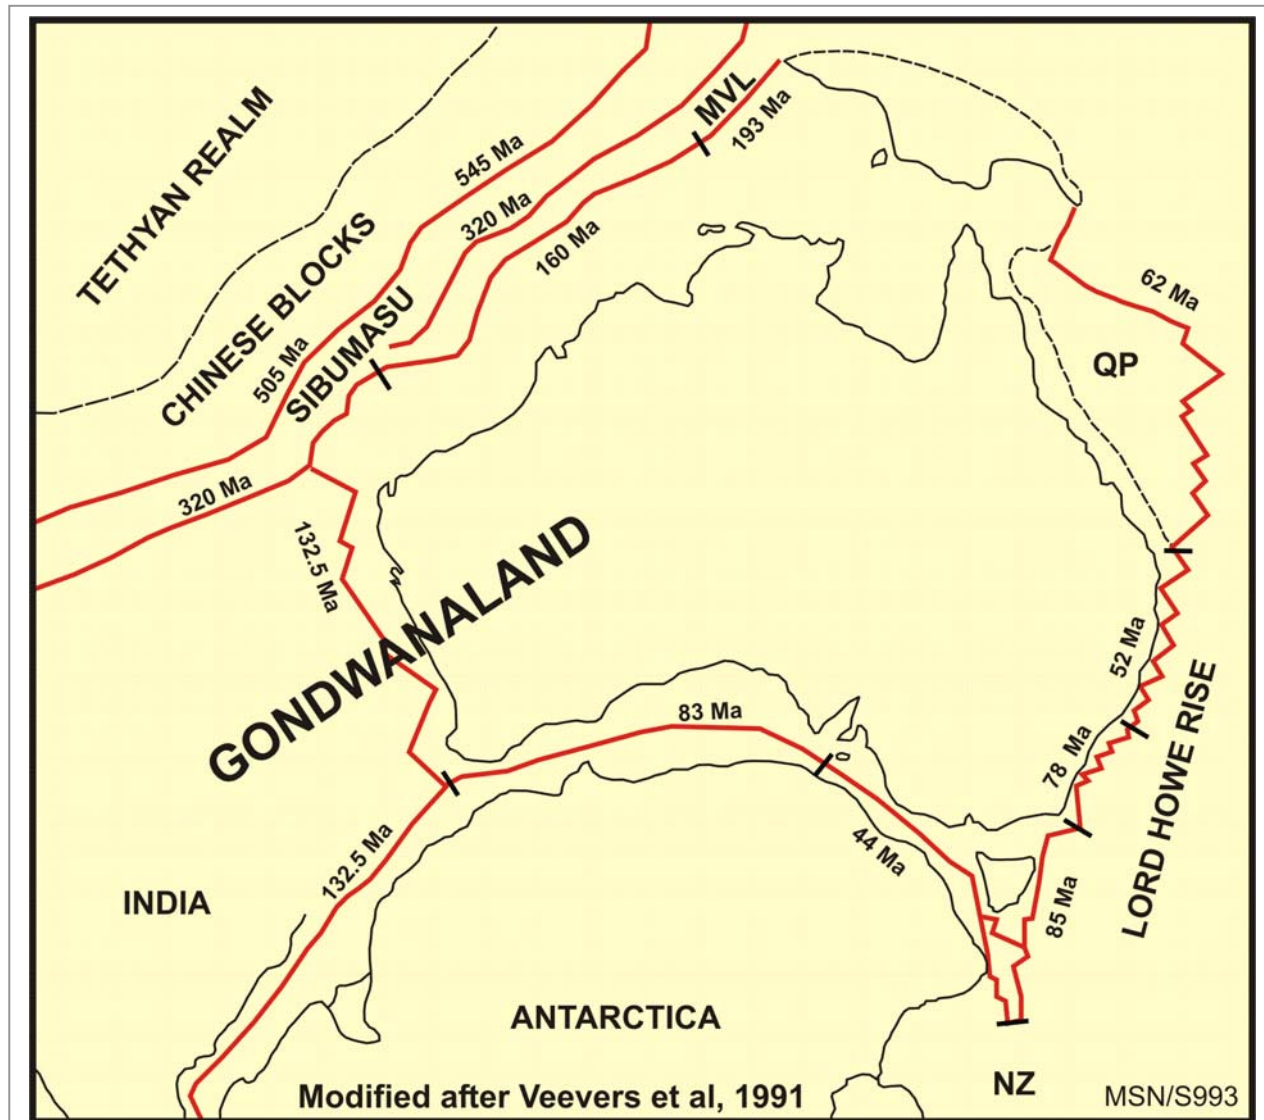 TETHYAN REALM
CHINESE BLOCKS
SIBUMASU
MVL
193 Ma
545 Ma
320 Ma
160 Ma
505 Ma
320 Ma
62 Ma
QP
132.5 Ma
GONDWANALAND
52 Ma
83 Ma
78 Ma
LORD HOWE RISE
44 Ma
132.5 Ma
85 Ma
INDIA
ANTARCTICA
NZ
Modified after Veevers et al, 1991
MSN/S993